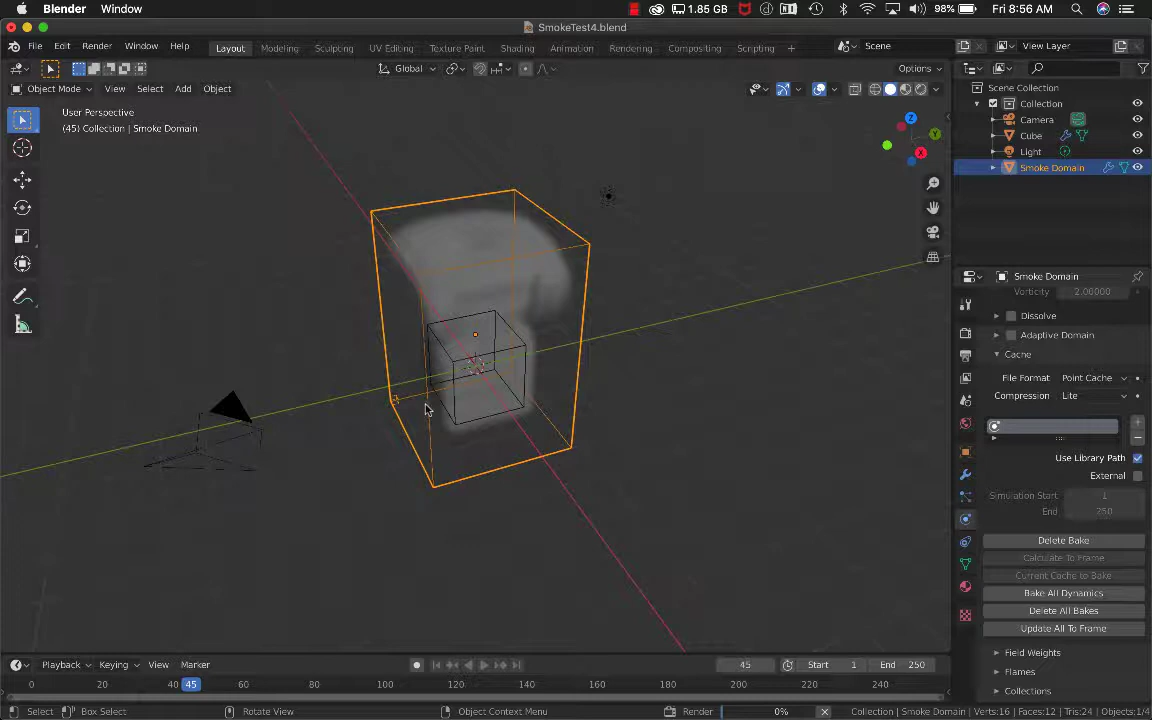 Blender Window 1.85 GB 98% Fri 8:56 AM
SmokeTest4.blend
File Edit Render Window Help Layout Modeling Sculpting UV Editing Texture Paint Shading Animation Rendering Compositing Scripting + Scene View Layer
Global Options
Object Mode View Select Add Object
User Perspective
(45) Collection | Smoke Domain
Z
Y
X
Scene Collection
Collection
Camera
Cube
Light
Smoke Domain
Smoke Domain
Vorticity 2.00000
Dissolve
Adaptive Domain
Cache
File Format Point Cache
Compression Lite
Use Library Path
External
Simulation Start 1
End 250
Delete Bake
Calculate To Frame
Current Cache to Bake
Bake All Dynamics
Delete All Bakes
Update All To Frame
Field Weights
Flames
Collections
Playback Keying View Marker 45 Start 1 End 250
0 20 40 45 60 80 100 120 140 160 180 200 220 240
Select Box Select Rotate View Object Context Menu Render 0% Collection | Smoke Domain | Verts:16 | Faces:12 | Tris:24 | Objects:1/4